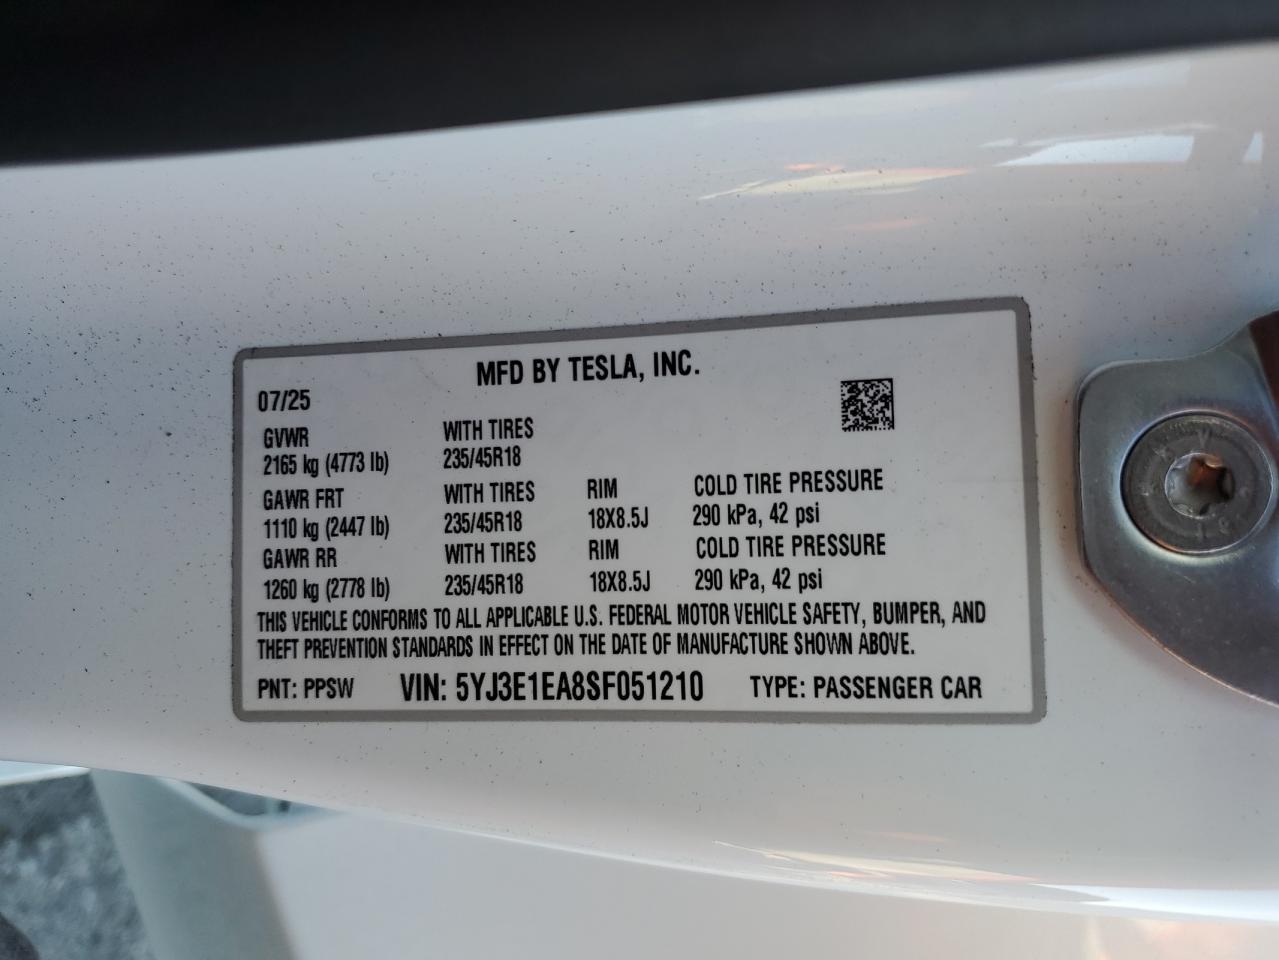 MFD BY TESLA, INC.
07/25
GVWR WITH TIRES
2165 kg (4773 lb) 235/45R18
GAWR FRT WITH TIRES RIM COLD TIRE PRESSURE
1110 kg (2447 lb) 235/45R18 18X8.5J 290 kPa, 42 psi
GAWR RR WITH TIRES RIM COLD TIRE PRESSURE
1260 kg (2778 lb) 235/45R18 18X8.5J 290 kPa, 42 psi
THIS VEHICLE CONFORMS TO ALL APPLICABLE U.S. FEDERAL MOTOR VEHICLE SAFETY, BUMPER, AND
THEFT PREVENTION STANDARDS IN EFFECT ON THE DATE OF MANUFACTURE SHOWN ABOVE.
PNT: PPSW VIN: 5YJ3E1EA8SF051210 TYPE: PASSENGER CAR